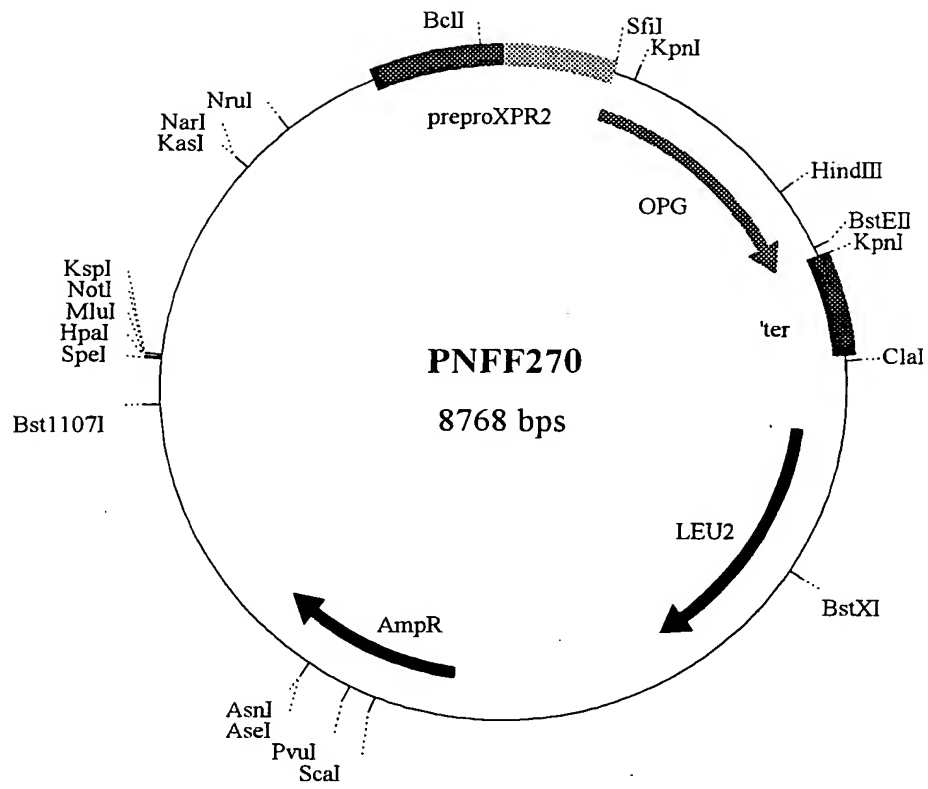 BclI
SfiI
KpnI
NruI
preproXPR2
NarI
KasI
HindIII
OPG
BstEII
KpnI
KspI
NotI
MluI
HpaI
SpeI
'ter
ClaI
PNFF270
8768 bps
Bst1107I
LEU2
BstXI
AmpR
AsnI
AseI
PvuI
ScaI